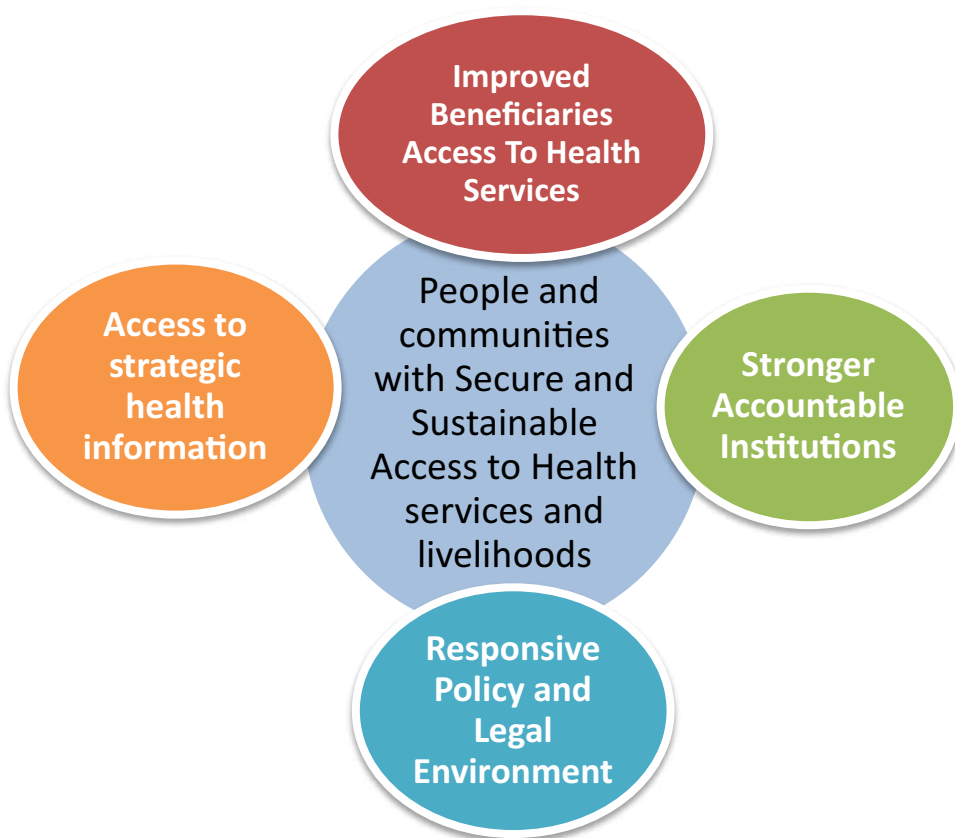 Improved
Beneficiaries
Access To Health
Services
People and
communities
with Secure and
Sustainable
Access to Health
services and
livelihoods
Access to
strategic
health
information
Stronger
Accountable
Institutions
Responsive
Policy and
Legal
Environment